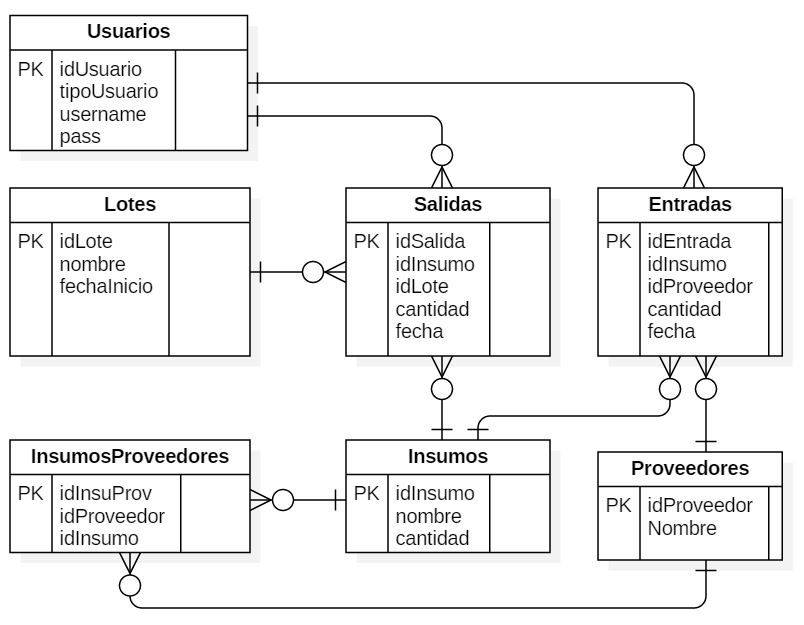 Usuarios
PK idUsuario
tipoUsuario
username
pass
Lotes
PK idLote
nombre
fechaInicio
Salidas
PK idSalida
idInsumo
idLote
cantidad
fecha
Entradas
PK idEntrada
idInsumo
idProveedor
cantidad
fecha
InsumosProveedores
PK idInsuProv
idProveedor
idInsumo
Insumos
PK idInsumo
nombre
cantidad
Proveedores
PK idProveedor
Nombre